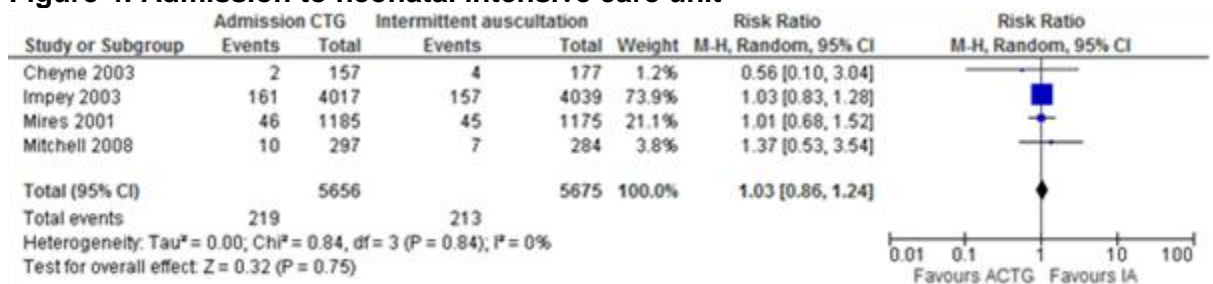 Figure 4: Admission to neonatal intensive care unit
Admission CTG Intermittent auscultation Risk Ratio Risk Ratio
Study or Subgroup Events Total Events Total Weight M-H, Random, 95% CI M-H, Random, 95% CI
Cheyne 2003 2 157 4 177 1.2% 0.56 [0.10, 3.04]
Impey 2003 161 4017 157 4039 73.9% 1.03 [0.83, 1.28]
Mires 2001 46 1185 45 1175 21.1% 1.01 [0.68, 1.52]
Mitchell 2008 10 297 7 284 3.8% 1.37 [0.53, 3.54]
Total (95% CI) 5656 5675 100.0% 1.03 [0.86, 1.24]
Total events 219 213
Heterogeneity: Tau² = 0.00; Chi² = 0.84, df = 3 (P = 0.84); I² = 0%
Test for overall effect: Z = 0.32 (P = 0.75)
0.01 0.1 1 10 100
Favours ACTG Favours IA